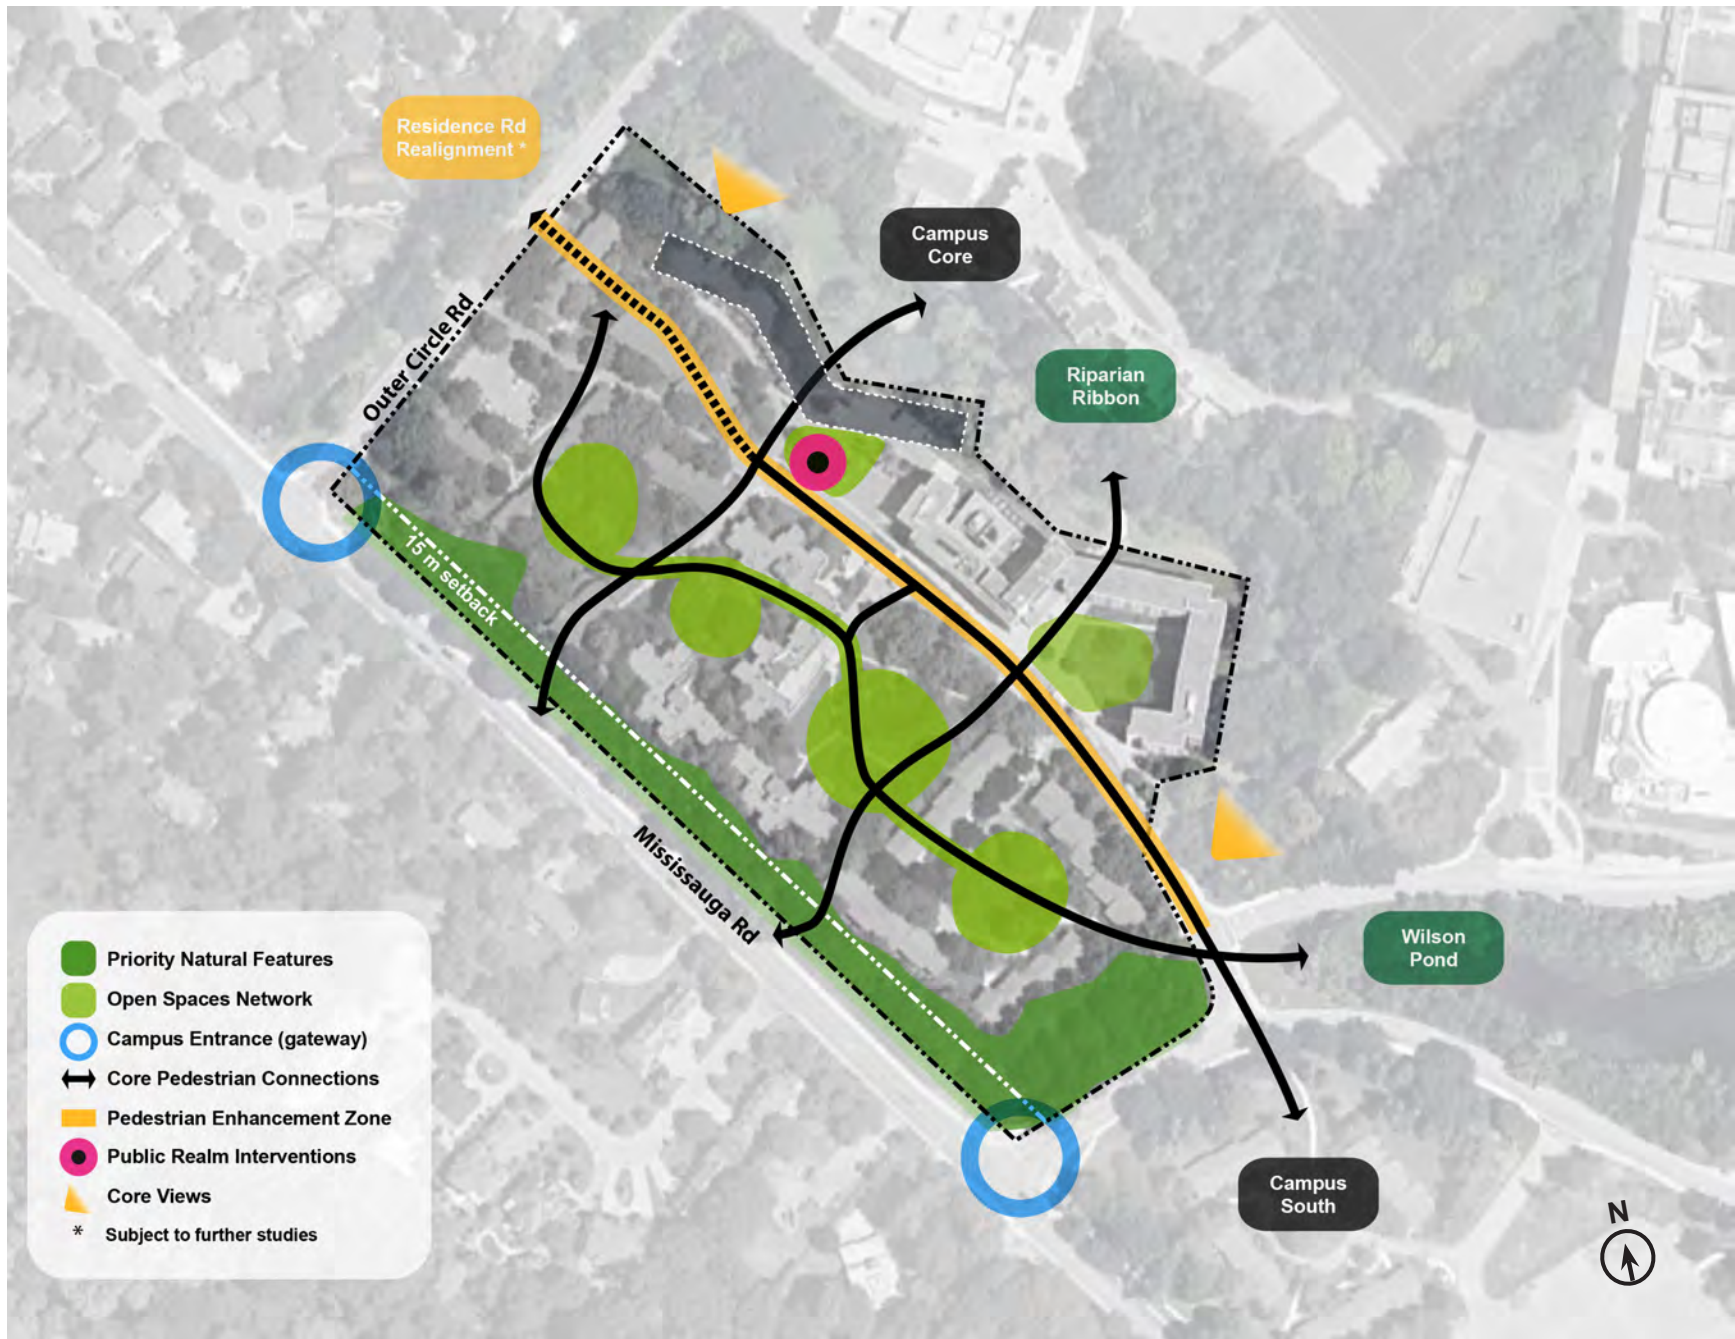 Residence Rd
Realignment *
Campus
Core
Outer Circle Rd
Riparian
Ribbon
15 m setback
Mississauga Rd
Wilson
Pond
Campus
South
Priority Natural Features
Open Spaces Network
Campus Entrance (gateway)
Core Pedestrian Connections
Pedestrian Enhancement Zone
Public Realm Interventions
Core Views
* Subject to further studies
N